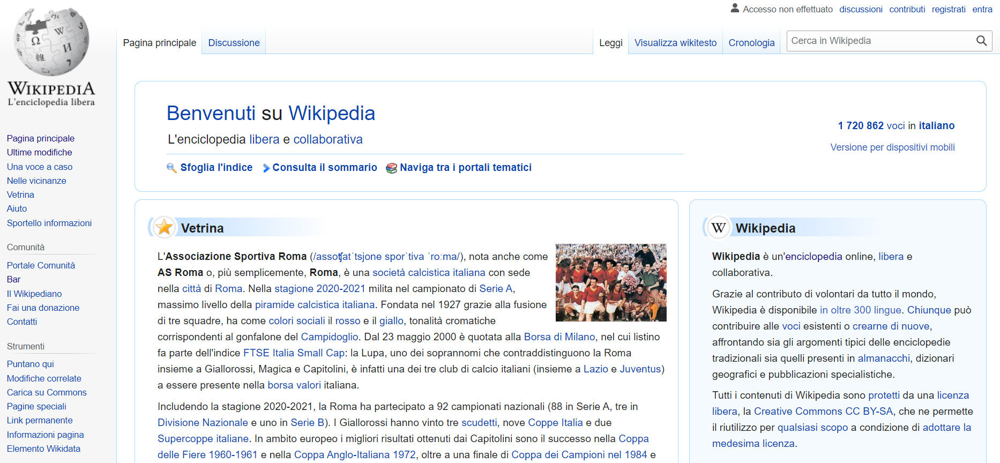 Accesso non effettuato discussioni contributi registrati entra
WIKIPEDIA
L'enciclopedia libera
Pagina principale Discussione Leggi Visualizza wikitesto Cronologia Cerca in Wikipedia
Pagina principale
Ultime modifiche
Una voce a caso
Nelle vicinanze
Vetrina
Aiuto
Sportello informazioni
Comunità
Portale Comunità
Bar
Il Wikipediano
Fai una donazione
Contatti
Strumenti
Puntano qui
Modifiche correlate
Carica su Commons
Pagine speciali
Link permanente
Informazioni pagina
Elemento Wikidata
Benvenuti su Wikipedia
L'enciclopedia libera e collaborativa
Sfoglia l'indice Consulta il sommario Naviga tra i portali tematici
1 720 862 voci in italiano
Versione per dispositivi mobili
Vetrina
L'Associazione Sportiva Roma (/assoʧatˈtsjone sporˈtiva ˈroːma/), nota anche come
AS Roma o, più semplicemente, Roma, è una società calcistica italiana con sede
nella città di Roma. Nella stagione 2020-2021 milita nel campionato di Serie A,
massimo livello della piramide calcistica italiana. Fondata nel 1927 grazie alla fusione
di tre squadre, ha come colori sociali il rosso e il giallo, tonalità cromatiche
corrispondenti al gonfalone del Campidoglio. Dal 23 maggio 2000 è quotata alla Borsa di Milano, nel cui listino
fa parte dell'indice FTSE Italia Small Cap: la Lupa, uno dei soprannomi che contraddistinguono la Roma
insieme a Giallorossi, Magica e Capitolini, è infatti una dei tre club di calcio italiani (insieme a Lazio e Juventus)
a essere presente nella borsa valori italiana.
Includendo la stagione 2020-2021, la Roma ha partecipato a 92 campionati nazionali (88 in Serie A, tre in
Divisione Nazionale e uno in Serie B). I Giallorossi hanno vinto tre scudetti, nove Coppe Italia e due
Supercoppe italiane. In ambito europeo i migliori risultati ottenuti dai Capitolini sono il successo nella Coppa
delle Fiere 1960-1961 e nella Coppa Anglo-Italiana 1972, oltre a una finale di Coppa dei Campioni nel 1984 e
W Wikipedia
Wikipedia è un'enciclopedia online, libera e
collaborativa.
Grazie al contributo di volontari da tutto il mondo,
Wikipedia è disponibile in oltre 300 lingue. Chiunque può
contribuire alle voci esistenti o crearne di nuove,
affrontando sia gli argomenti tipici delle enciclopedie
tradizionali sia quelli presenti in almanacchi, dizionari
geografici e pubblicazioni specialistiche.
Tutti i contenuti di Wikipedia sono protetti da una licenza
libera, la Creative Commons CC BY-SA, che ne permette
il riutilizzo per qualsiasi scopo a condizione di adottare la
medesima licenza.